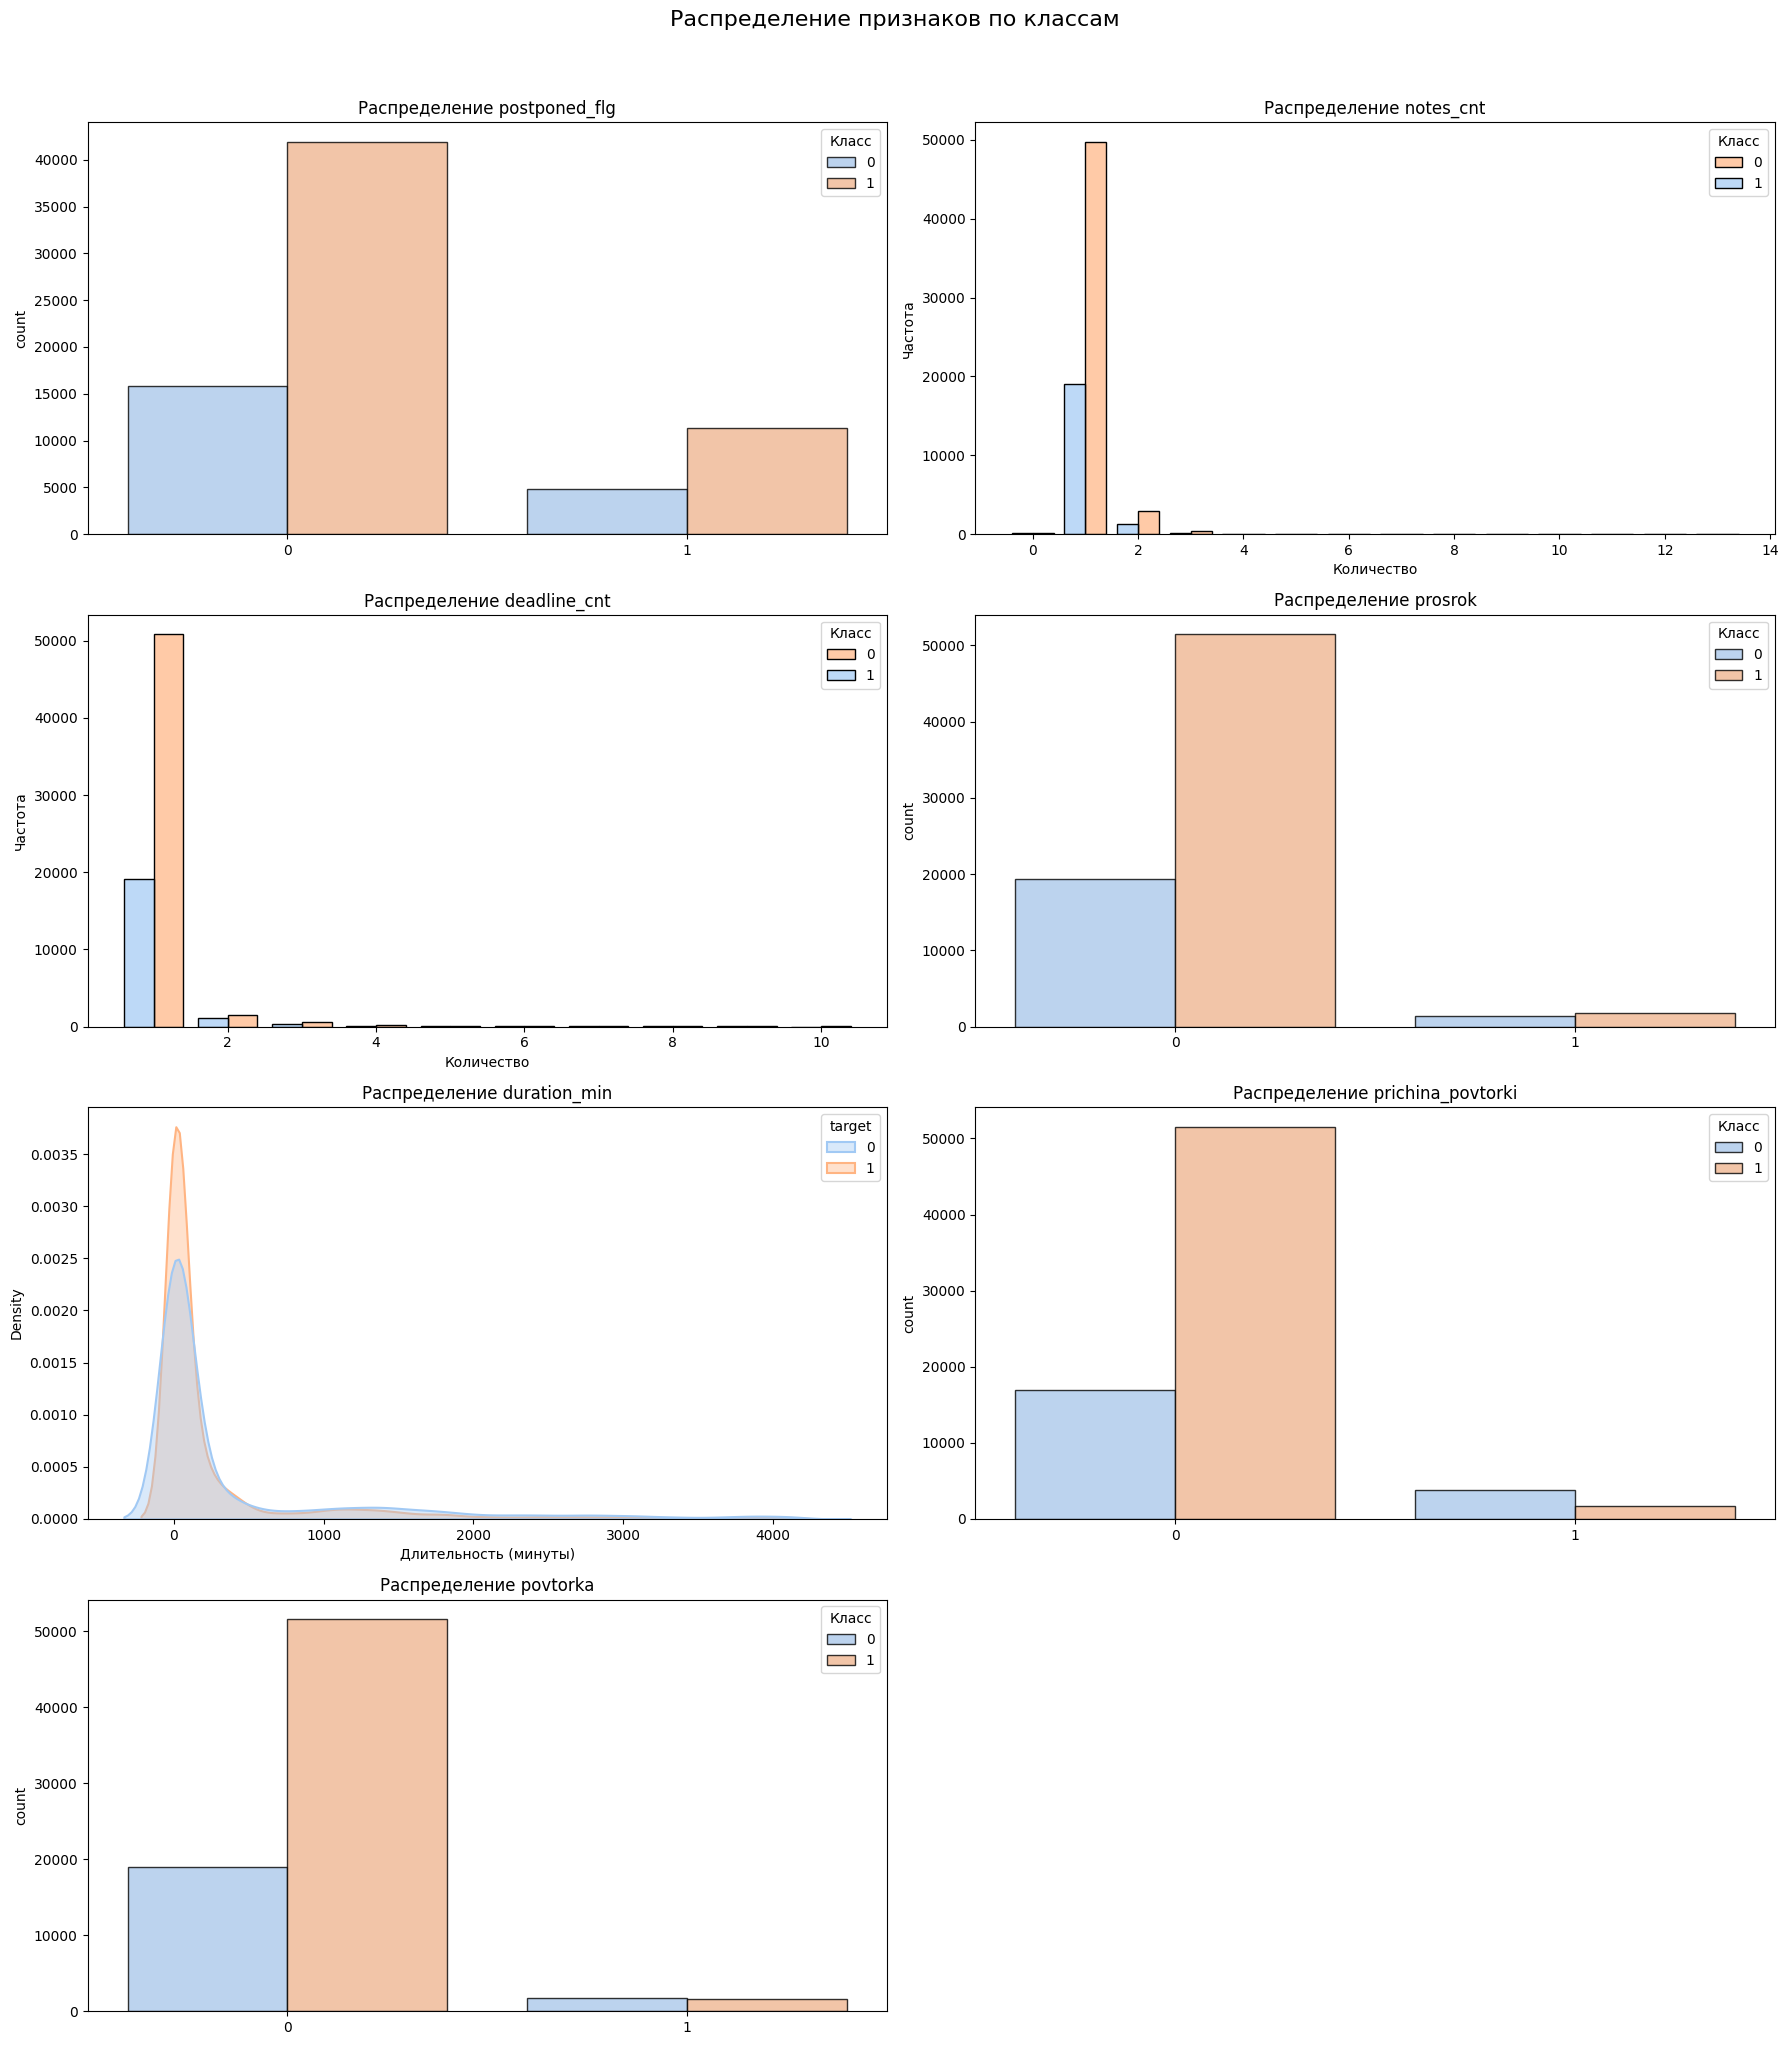 Распределение признаков по классам
Распределение postponed_flg
count
40000
35000
30000
25000
20000
15000
10000
5000
0
0 1
Класс
0
1
Распределение notes_cnt
Частота
50000
40000
30000
20000
10000
0
0 2 4 6 8 10 12 14
Количество
Класс
0
1
Распределение deadline_cnt
Частота
50000
40000
30000
20000
10000
0
2 4 6 8 10
Количество
Класс
0
1
Распределение prosrok
count
50000
40000
30000
20000
10000
0
0 1
Класс
0
1
Распределение duration_min
Density
0.0035
0.0030
0.0025
0.0020
0.0015
0.0010
0.0005
0.0000
0 1000 2000 3000 4000
Длительность (минуты)
target
0
1
Распределение prichina_povtorki
count
50000
40000
30000
20000
10000
0
0 1
Класс
0
1
Распределение povtorka
count
50000
40000
30000
20000
10000
0
0 1
Класс
0
1